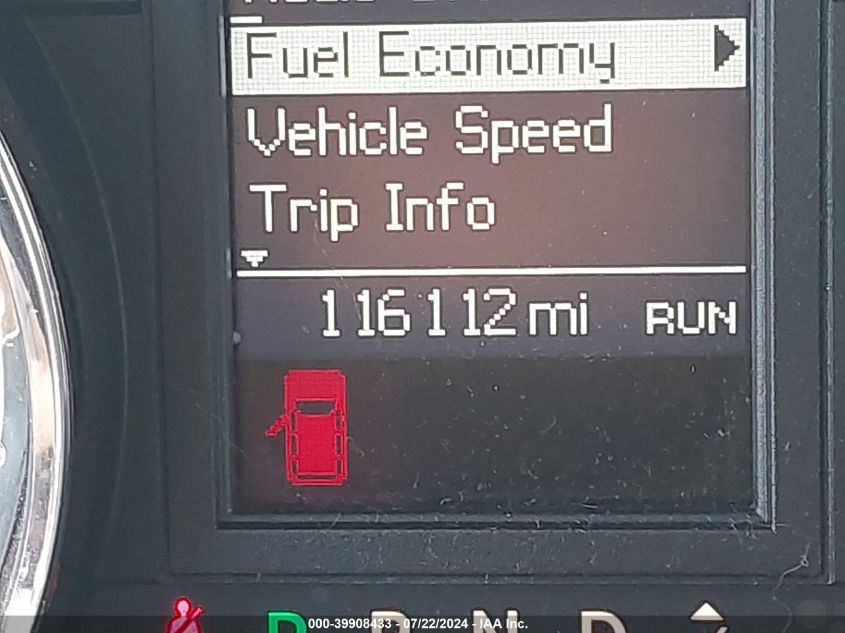 Fuel Economy
Vehicle Speed
Trip Info
116112 mi RUN
P R N D
000-39908433 - 07/22/2024 - IAA Inc.